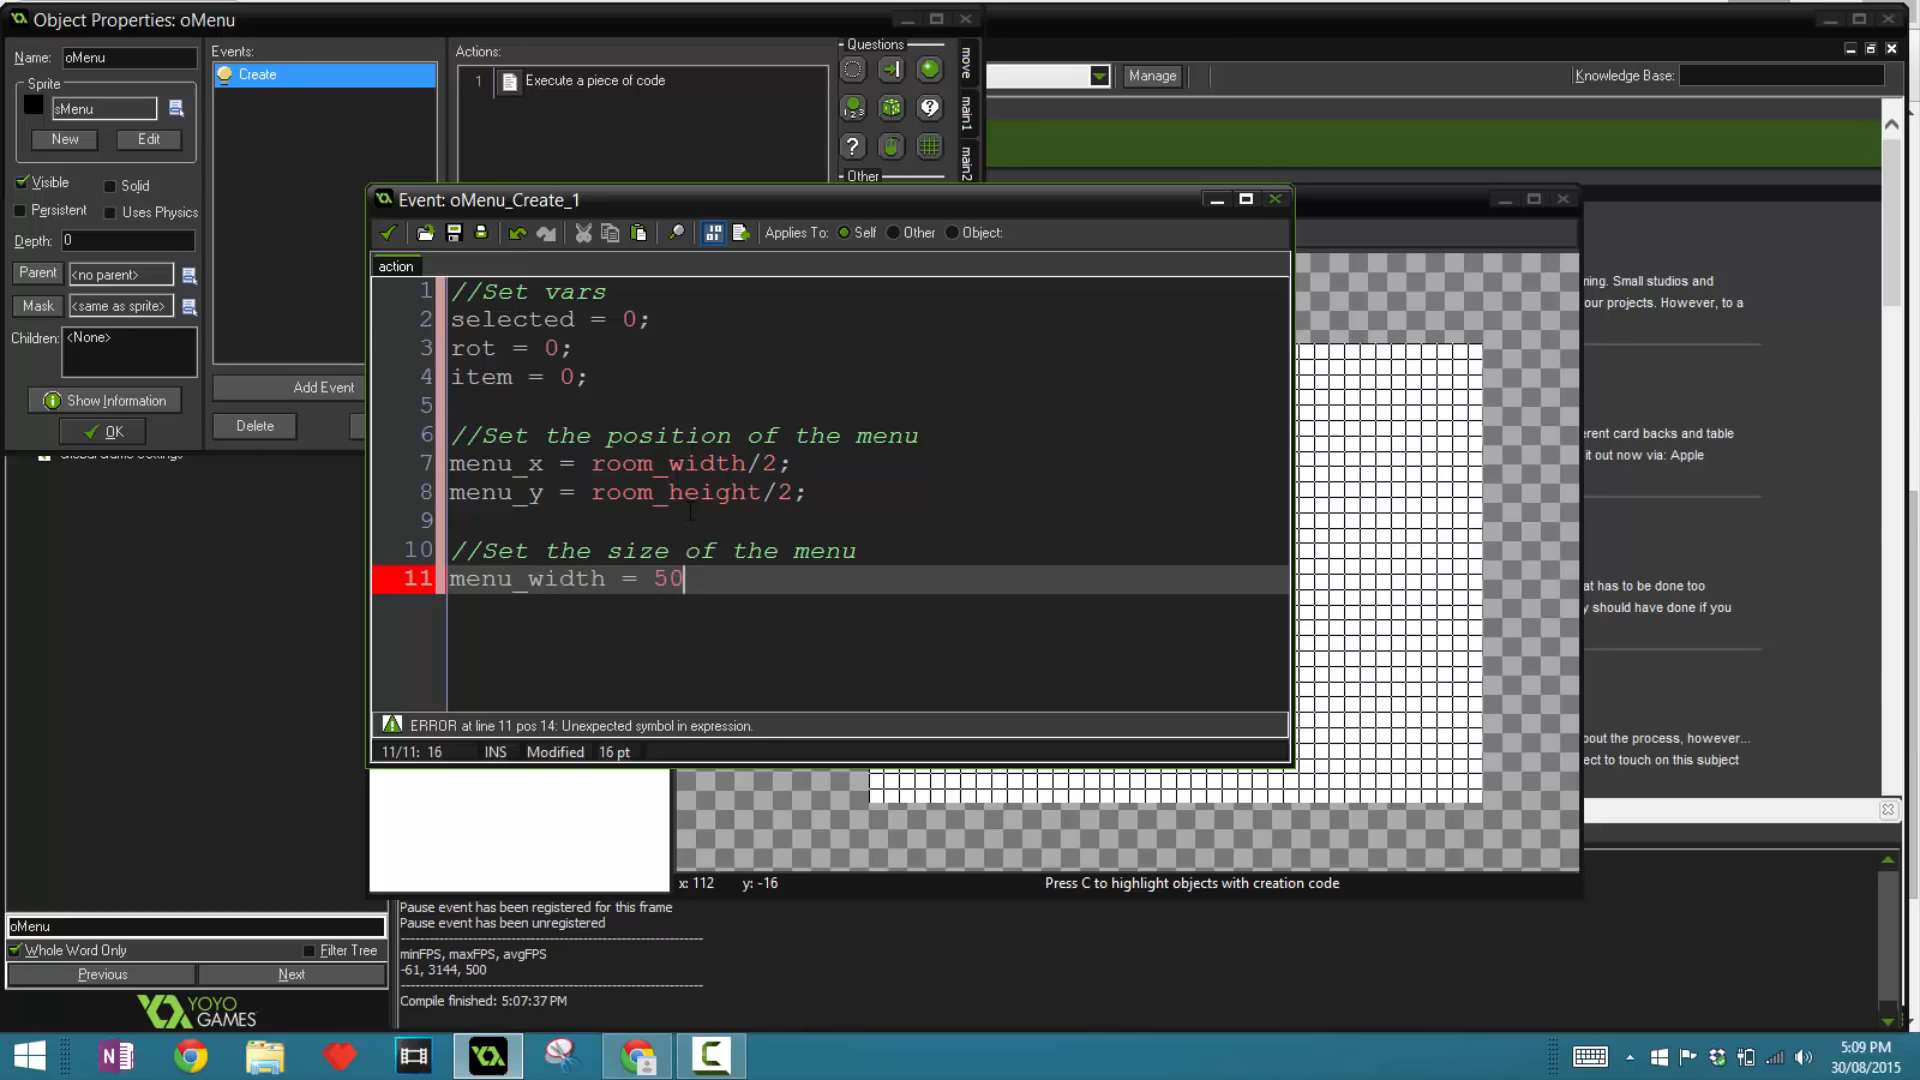 Object Properties: oMenu
Name: oMenu
Sprite
sMenu
New Edit
Visible Solid
Persistent Uses Physics
Depth: 0
Parent <no parent>
Mask <same as sprite>
Children: <None>
Show Information
OK
Events:
Create
Add Event
Delete
Actions:
1 Execute a piece of code
Questions
Other
move
main1
main2
Manage
Knowledge Base:
Event: oMenu_Create_1
Applies To: Self Other Object:
action
1 //Set vars
2 selected = 0;
3 rot = 0;
4 item = 0;
5
6 //Set the position of the menu
7 menu_x = room_width/2;
8 menu_y = room_height/2;
9
10 //Set the size of the menu
11 menu_width = 50
ERROR at line 11 pos 14: Unexpected symbol in expression.
11/11: 16 INS Modified 16 pt
ming. Small studios and
our projects. However, to a
erent card backs and table
it out now via: Apple
at has to be done too
y should have done if you
out the process, however...
ect to touch on this subject
x: 112 y: -16 Press C to highlight objects with creation code
oMenu
Whole Word Only Filter Tree
Previous Next
YOYO
GAMES
Pause event has been registered for this frame
Pause event has been unregistered
minFPS, maxFPS, avgFPS
-61, 3144, 500
Compile finished: 5:07:37 PM
5:09 PM
30/08/2015